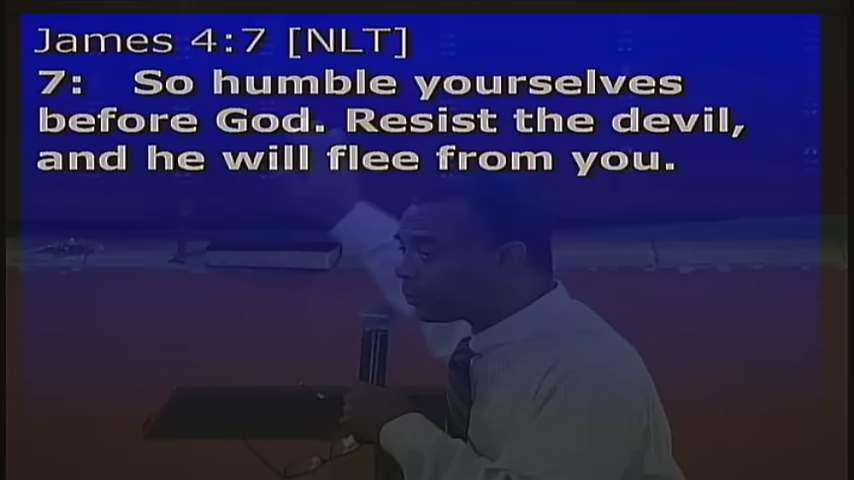 James 4:7 [NLT]
7: So humble yourselves
before God. Resist the devil,
and he will flee from you.